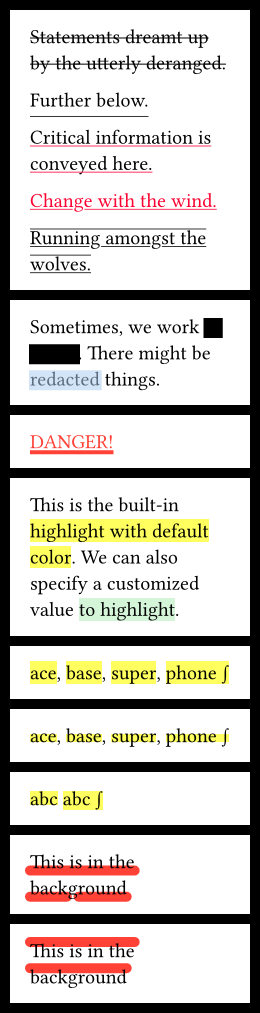 Statements dreamt up
by the utterly deranged.
Further below.
Critical information is
conveyed here.
Change with the wind.
Running amongst the
wolves.
Sometimes, we work
. There might be
redacted things.
DANGER!
This is the built-in
highlight with default
color. We can also
specify a customized
value to highlight.
ace, base, super, phone ∫
ace, base, super, phone ∫
abc abc ∫
This is in the
background
This is in the
background